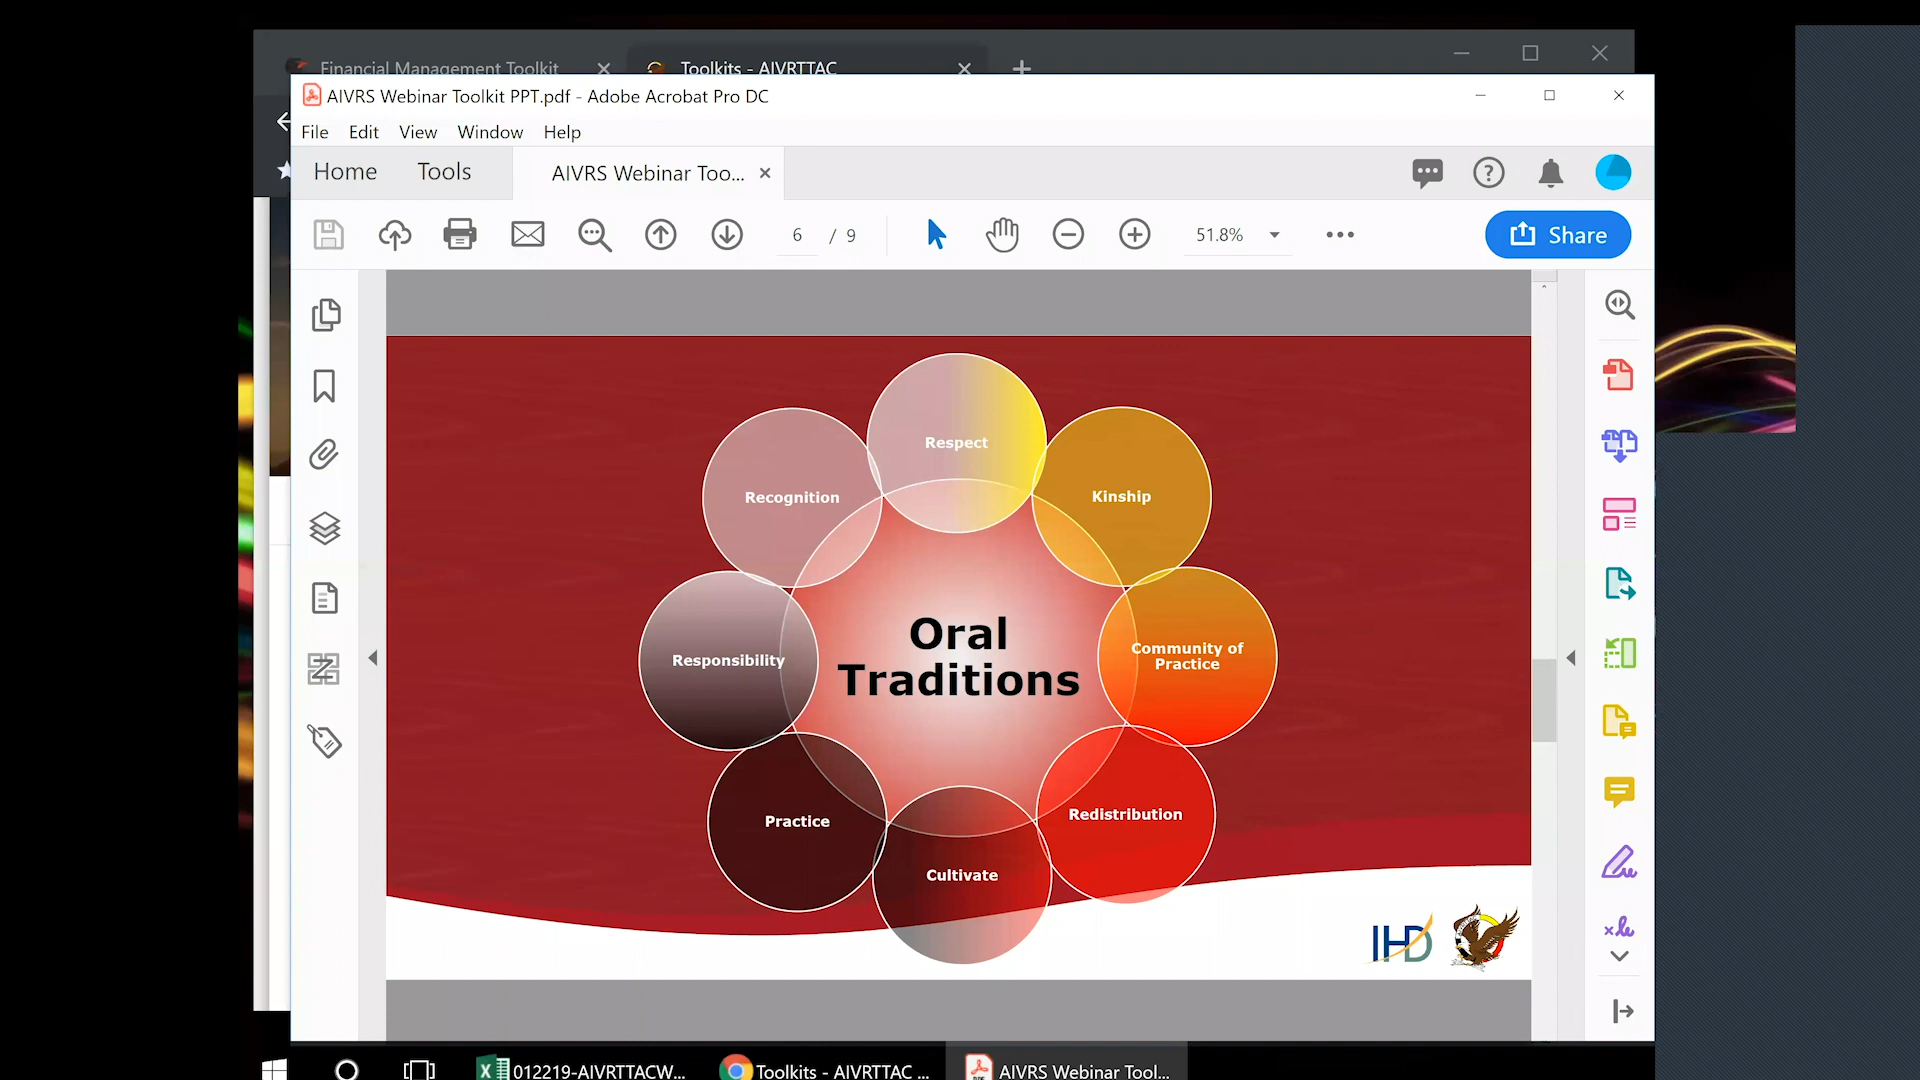 Financial Management Toolkit
Toolkits - AIVRTTAC
AIVRS Webinar Toolkit PPT.pdf - Adobe Acrobat Pro DC
File Edit View Window Help
Home Tools AIVRS Webinar Too...
6 / 9 51.8% Share
Respect
Recognition
Kinship
Oral
Traditions
Community of
Practice
Responsibility
Redistribution
Practice
Cultivate
IHD
012219-AIVRTTACW... Toolkits - AIVRTTAC ... AIVRS Webinar Tool...